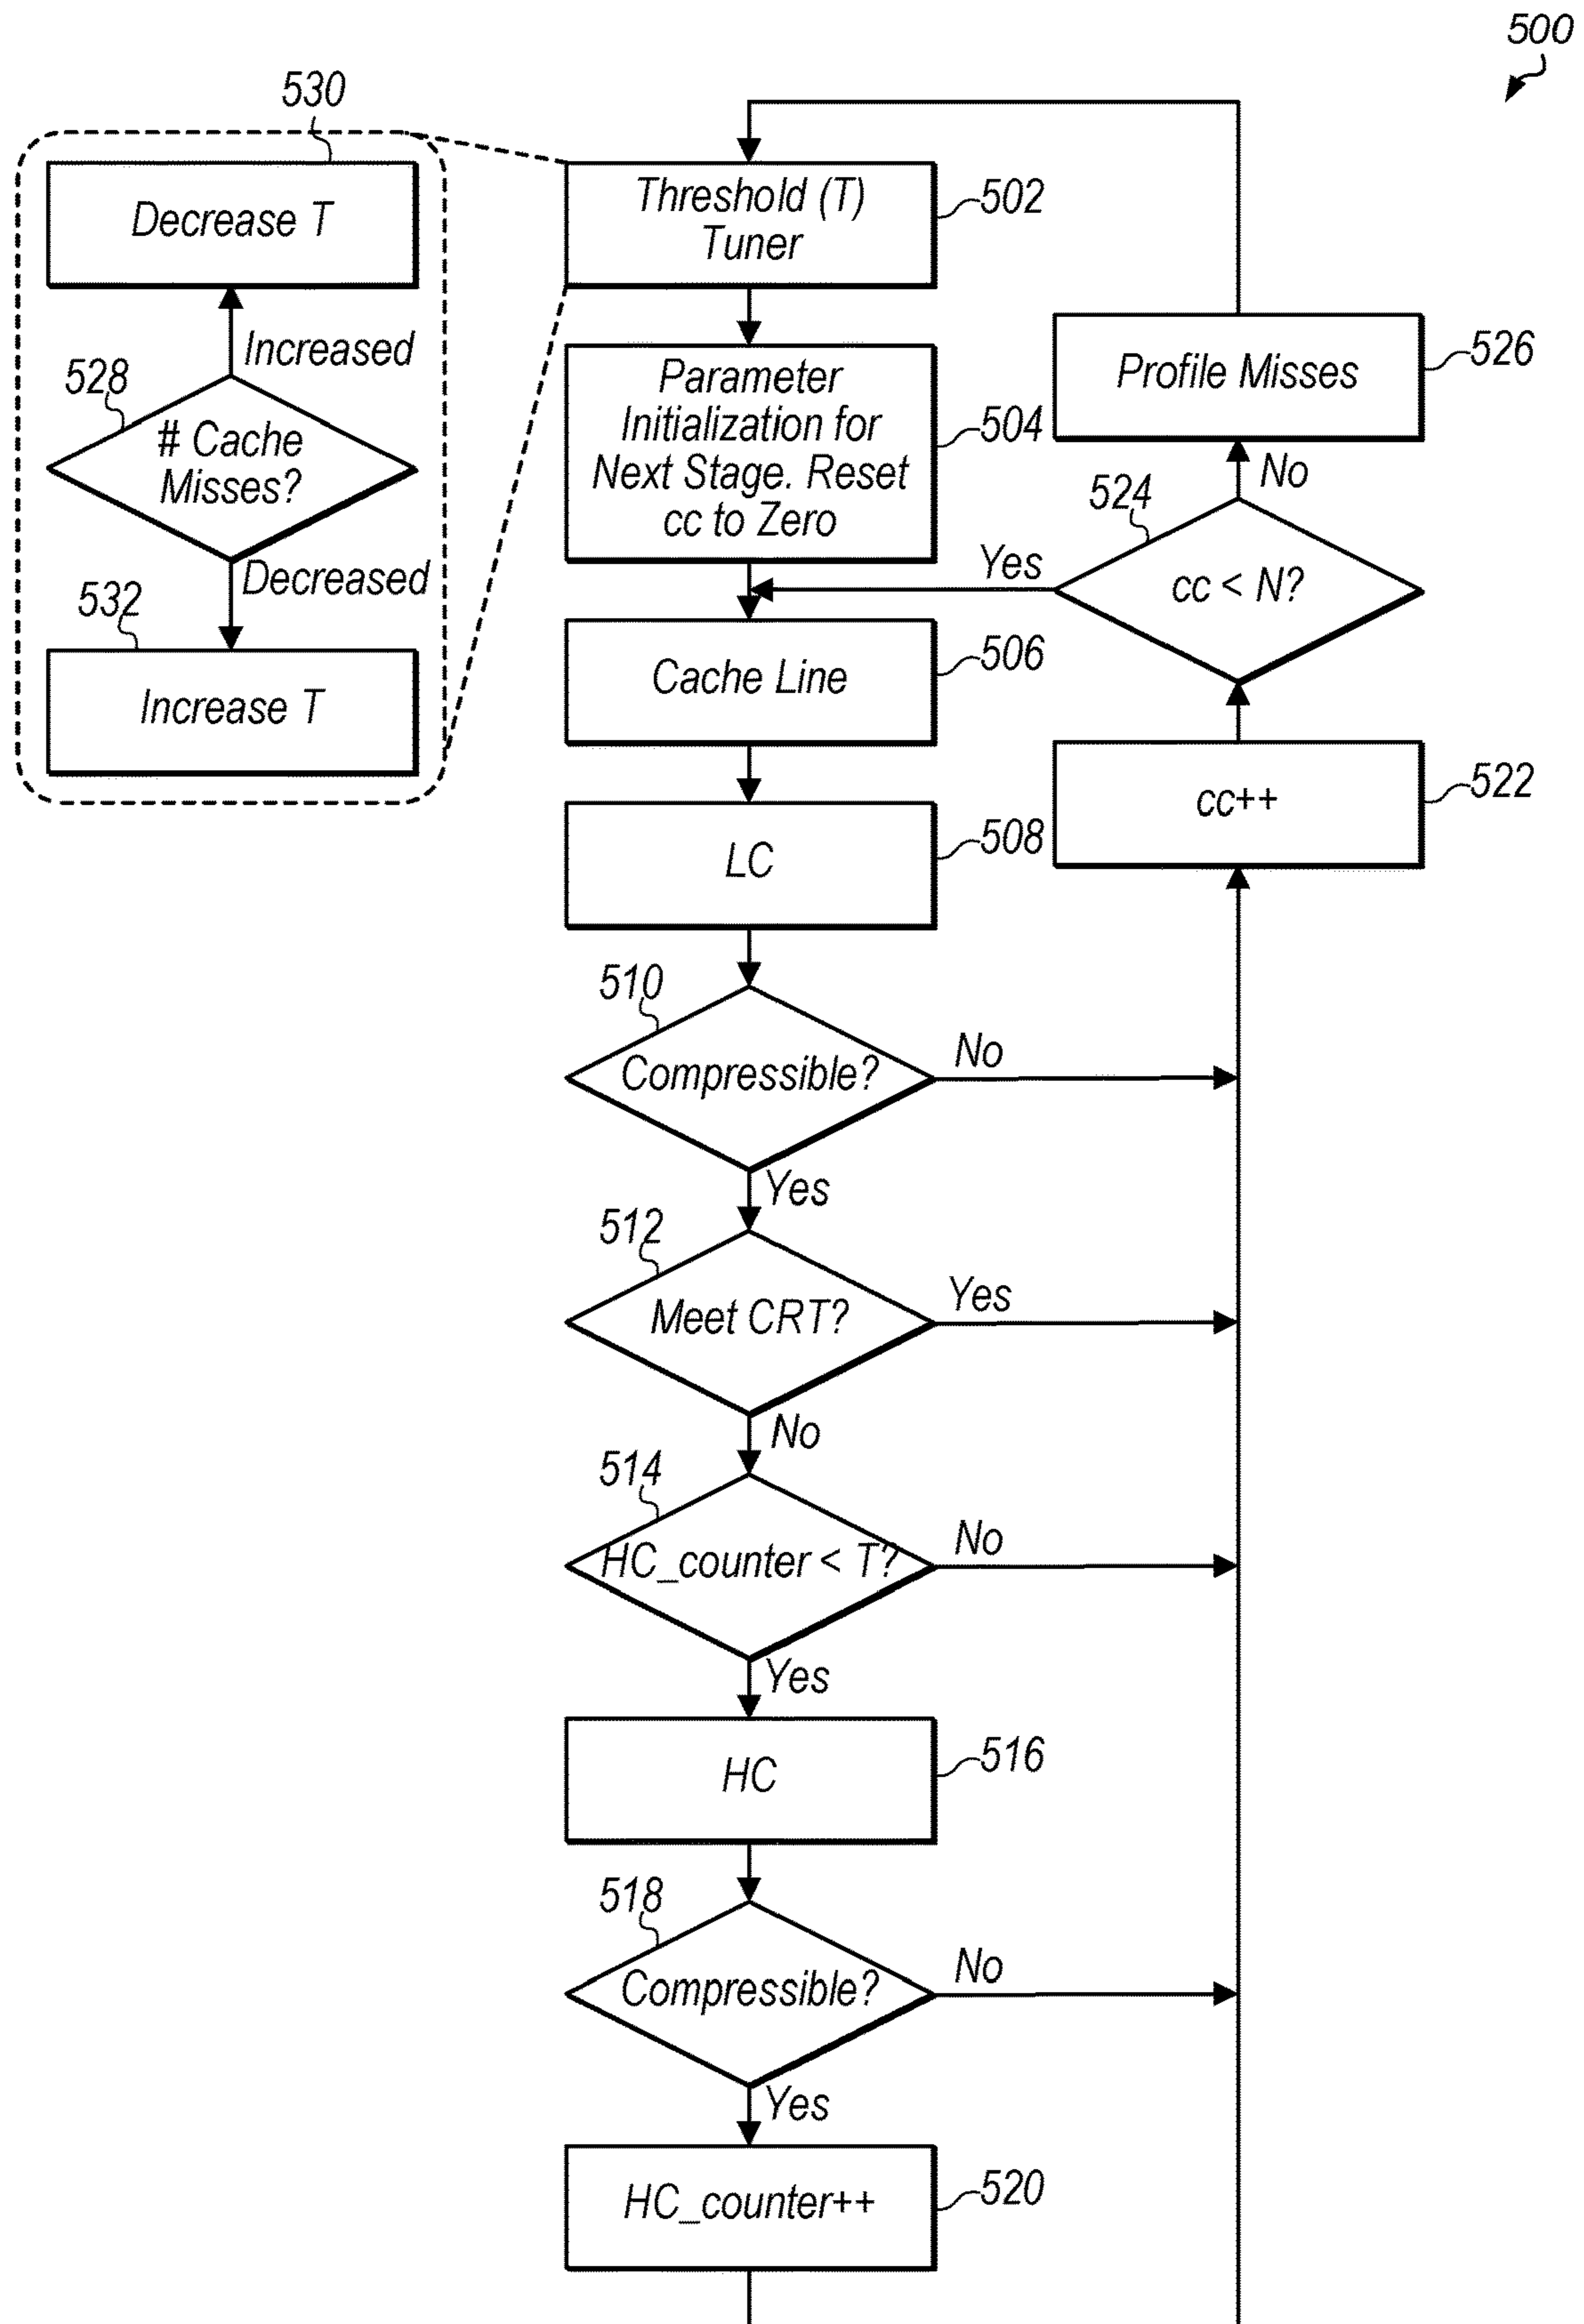 500
530
Decrease T
Increased
528
# Cache
Misses?
Decreased
532
Increase T
Threshold (T)
Tuner
502
Parameter
Initialization for
Next Stage. Reset
cc to Zero
504
Profile Misses
526
No
524
cc < N?
Yes
Cache Line
506
cc++
522
LC
508
510
Compressible?
No
Yes
512
Meet CRT?
Yes
No
514
HC_counter < T?
No
Yes
HC
516
518
Compressible?
No
Yes
HC_counter++
520